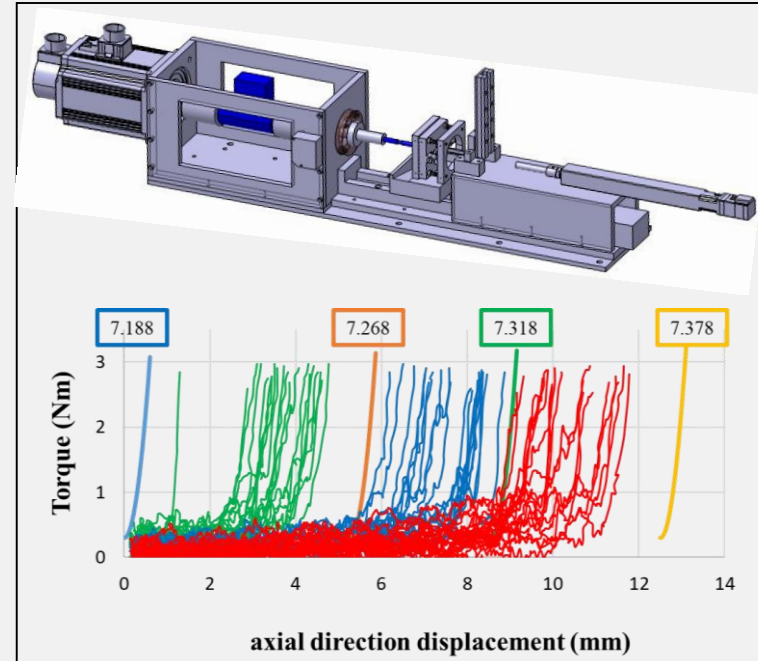 7.188 7.268 7.318 7.378
3
2
1
0
Torque (Nm)
0 2 4 6 8 10 12 14
axial direction displacement (mm)